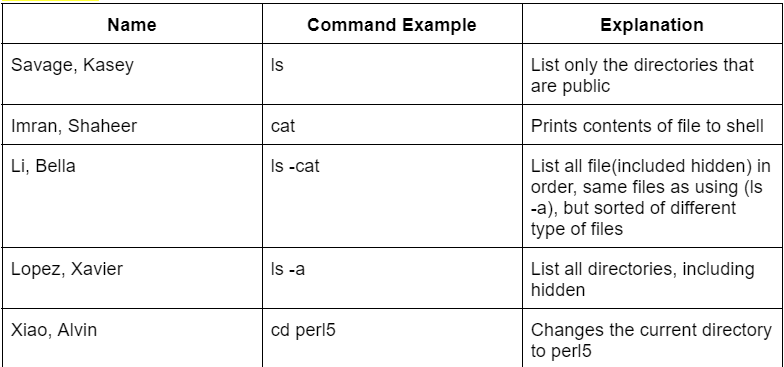 Name Command Example Explanation
Savage, Kasey ls List only the directories that
are public
Imran, Shaheer cat Prints contents of file to shell
Li, Bella ls -cat List all file(included hidden) in
order, same files as using (ls
-a), but sorted of different
type of files
Lopez, Xavier ls -a List all directories, including
hidden
Xiao, Alvin cd perl5 Changes the current directory
to perl5